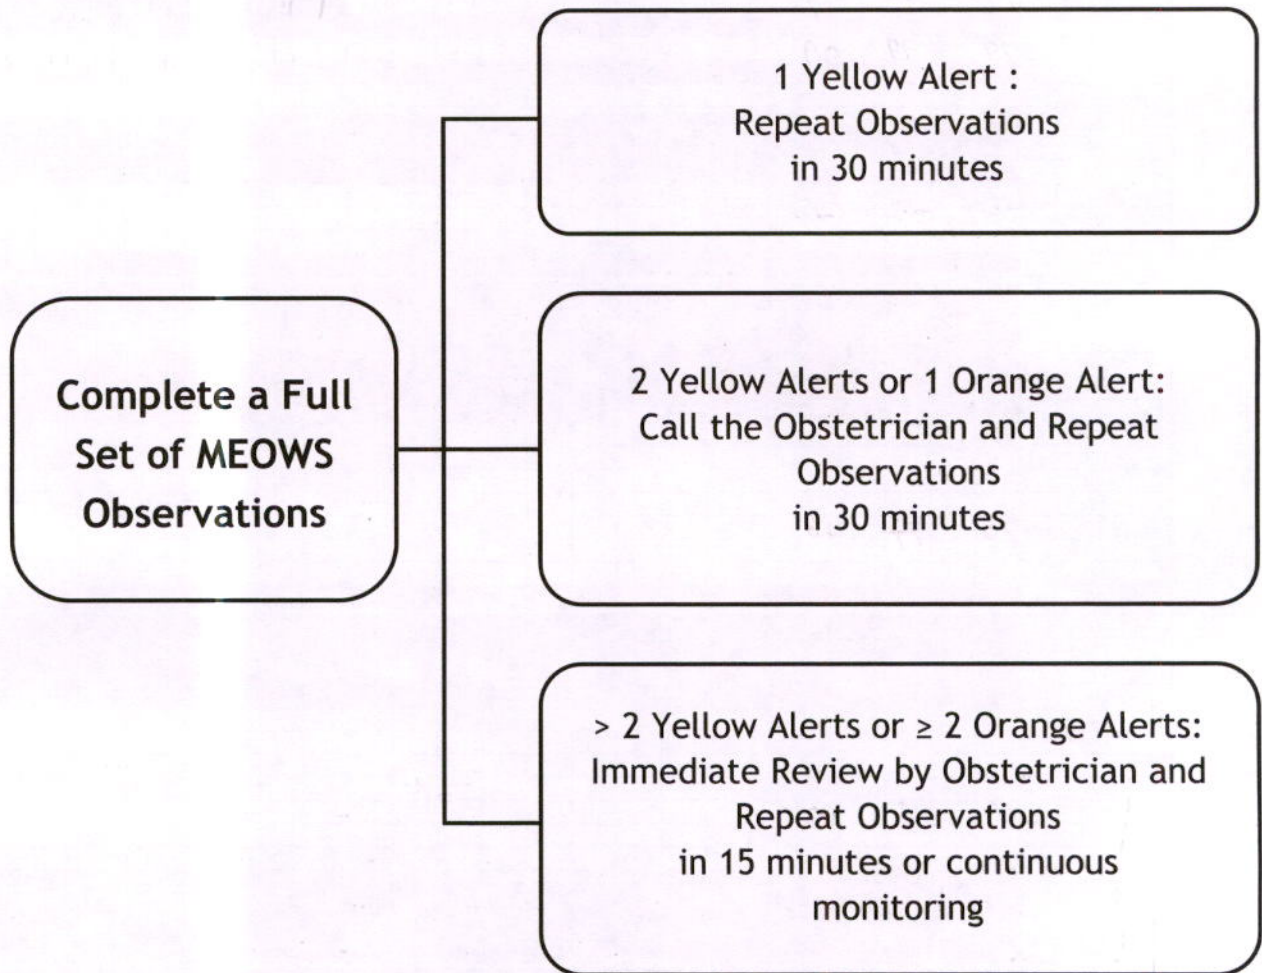 1 Yellow Alert :
Repeat Observations
in 30 minutes
Complete a Full
Set of MEOWS
Observations
2 Yellow Alerts or 1 Orange Alert:
Call the Obstetrician and Repeat
Observations
in 30 minutes
> 2 Yellow Alerts or ≥ 2 Orange Alerts:
Immediate Review by Obstetrician and
Repeat Observations
in 15 minutes or continuous
monitoring